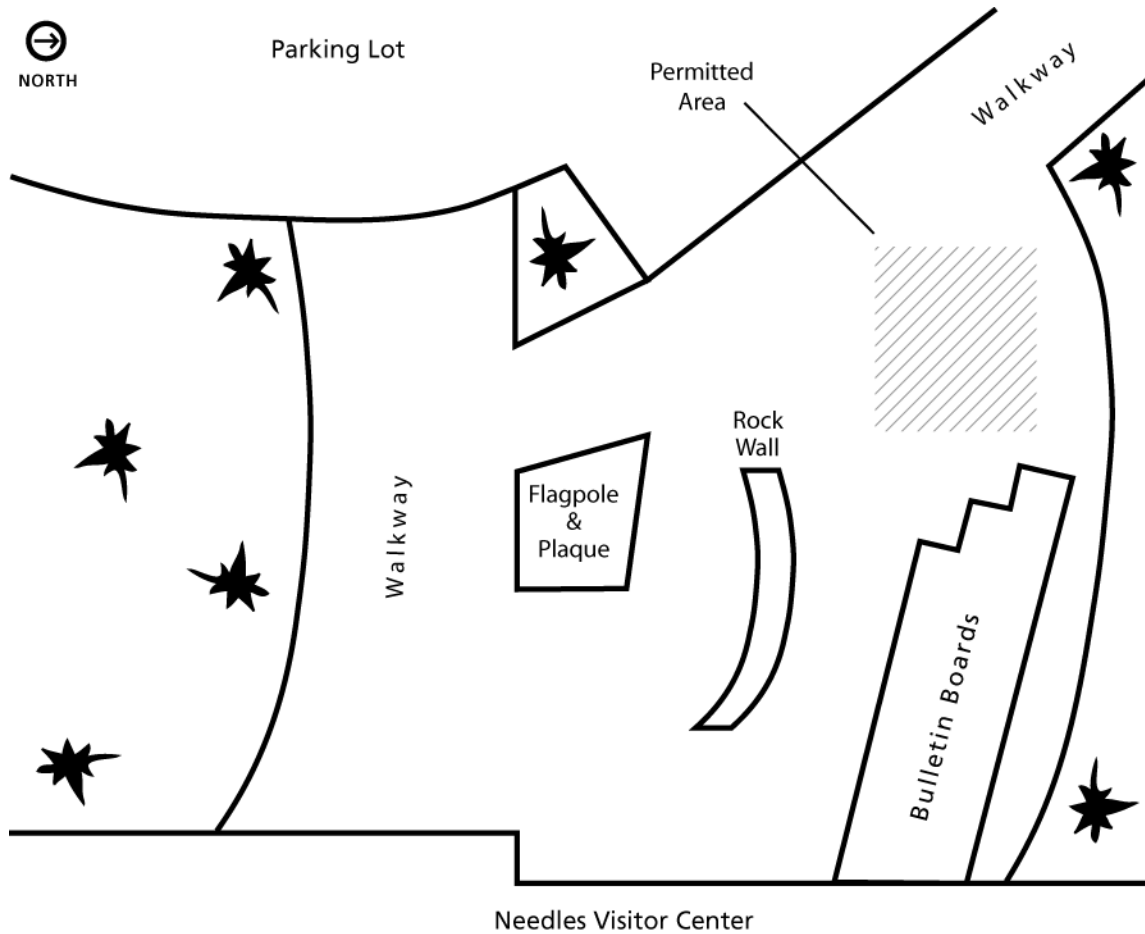 NORTH
Parking Lot
Permitted
Area
Walkway
Rock
Wall
Flagpole
&
Plaque
Walkway
Bulletin Boards
Needles Visitor Center